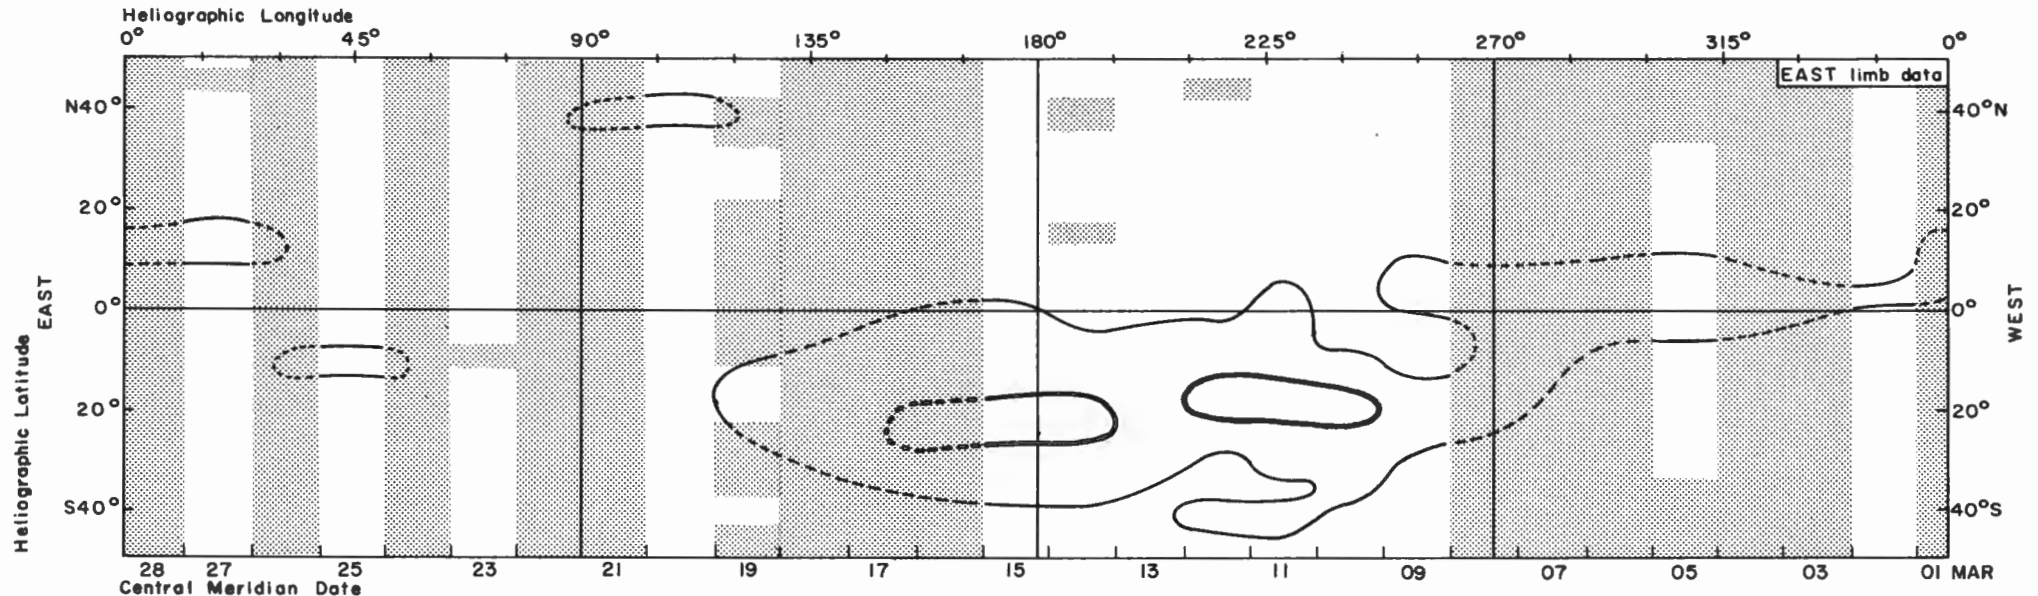 Heliographic Longitude
0° 45° 90° 135° 180° 225° 270° 315° 0°
EAST limb data
N40° 40°N
20° 20°
0° 0°
20° 20°
S40° 40°S
EAST
WEST
Heliographic Latitude
28 27 25 23 21 19 17 15 13 11 09 07 05 03 01 MAR
Central Meridian Date